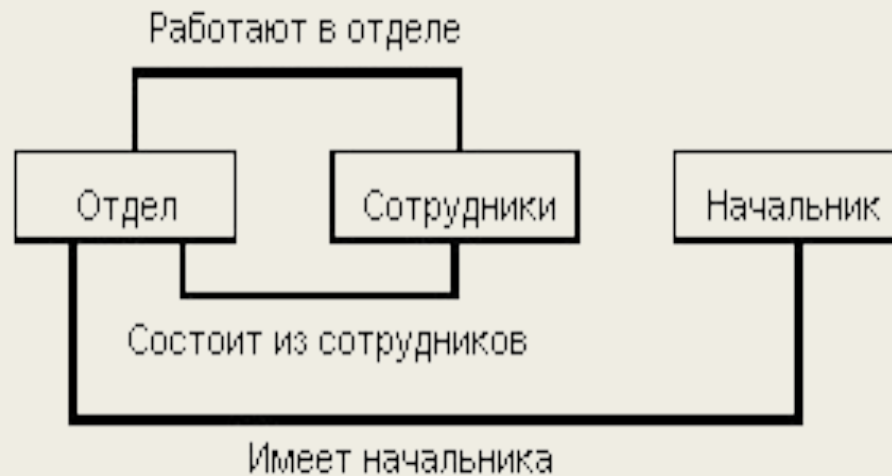 Работают в отделе
Отдел
Сотрудники
Начальник
Состоит из сотрудников
Имеет начальника